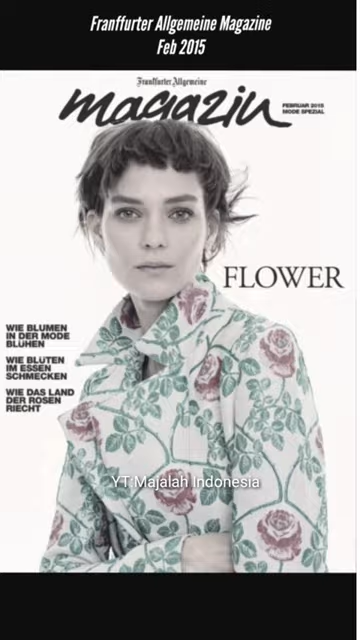 Franffurter Allgemeine Magazine
Feb 2015
Frankfurter Allgemeine
magazin
FEBRUAR 2015
MODE SPEZIAL
FLOWER
WIE BLUMEN
IN DER MODE
BLÜHEN
WIE BLÜTEN
IM ESSEN
SCHMECKEN
WIE DAS LAND
DER ROSEN
RIECHT
YT:Majalah Indonesia